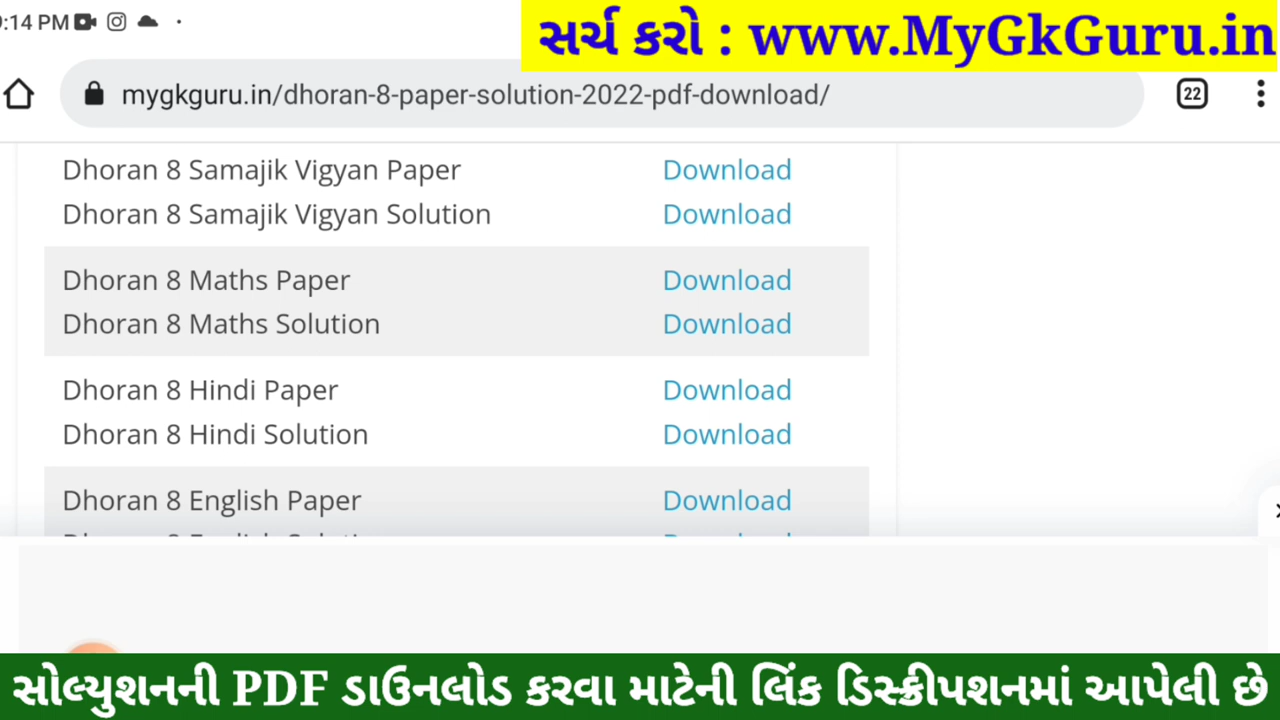 :14 PM
સર્ચ કરો : www.MyGkGuru.in
mygkguru.in/dhoran-8-paper-solution-2022-pdf-download/
22
Dhoran 8 Samajik Vigyan Paper Download
Dhoran 8 Samajik Vigyan Solution Download
Dhoran 8 Maths Paper Download
Dhoran 8 Maths Solution Download
Dhoran 8 Hindi Paper Download
Dhoran 8 Hindi Solution Download
Dhoran 8 English Paper Download
સોલ્યુશનની PDF ડાઉનલોડ કરવા માટેની લિંક ડિસ્ક્રીપશનમાં આપેલી છે